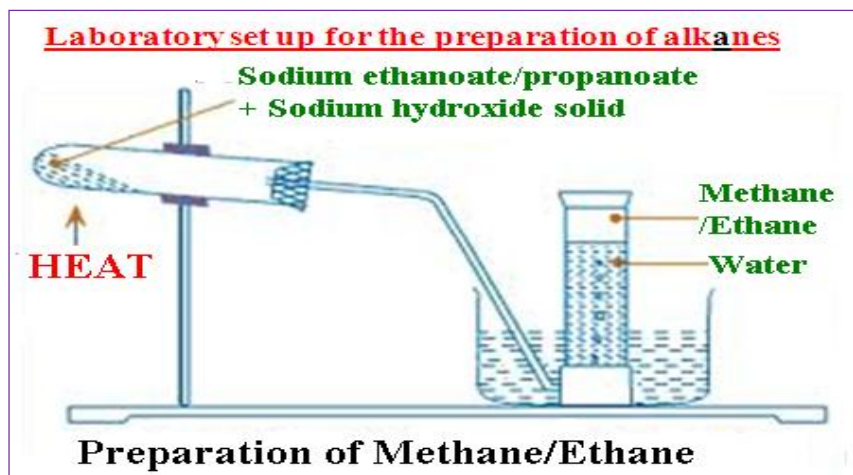 Laboratory set up for the preparation of alkanes
Sodium ethanoate/propanoate
+ Sodium hydroxide solid
Methane
/Ethane
Water
HEAT
Preparation of Methane/Ethane